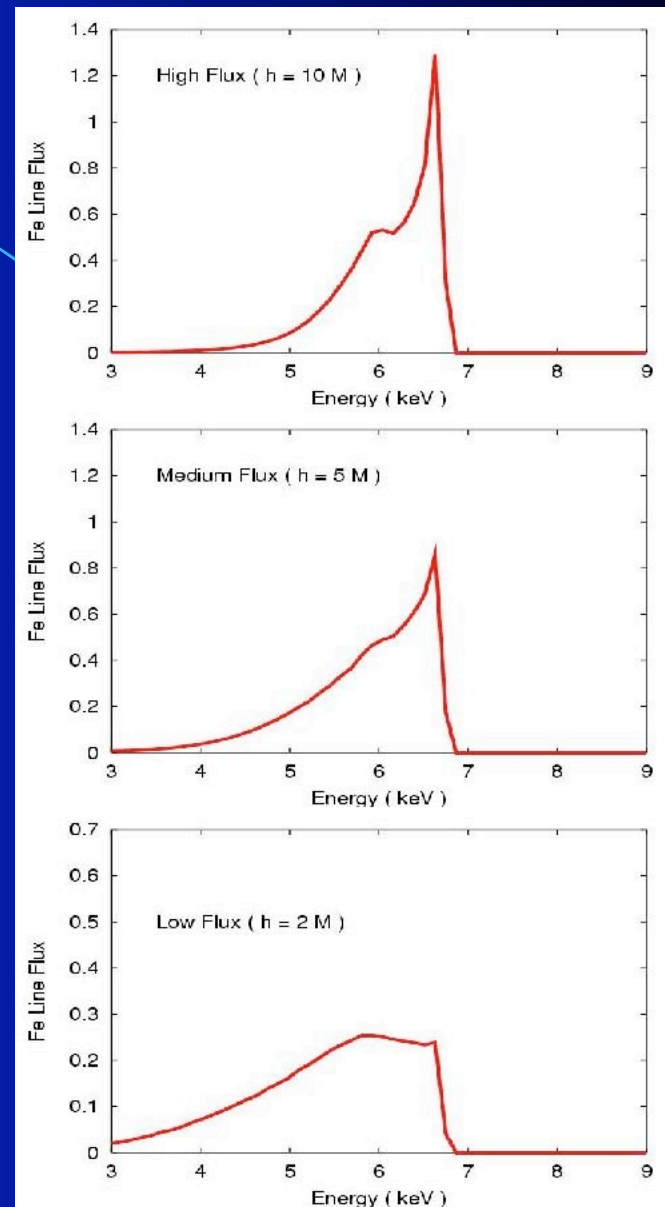 1.4
1.2
1
0.8
0.6
0.4
0.2
0
High Flux ( h = 10 M )
Fe Line Flux
3 4 5 6 7 8 9
Energy ( keV )
1.4
1.2
1
0.8
0.6
0.4
0.2
0
Medium Flux ( h = 5 M )
Fe Line Flux
3 4 5 6 7 8 9
Energy ( keV )
0.7
0.6
0.5
0.4
0.3
0.2
0.1
0
Low Flux ( h = 2 M )
Fe Line Flux
3 4 5 6 7 8 9
Energy ( keV )